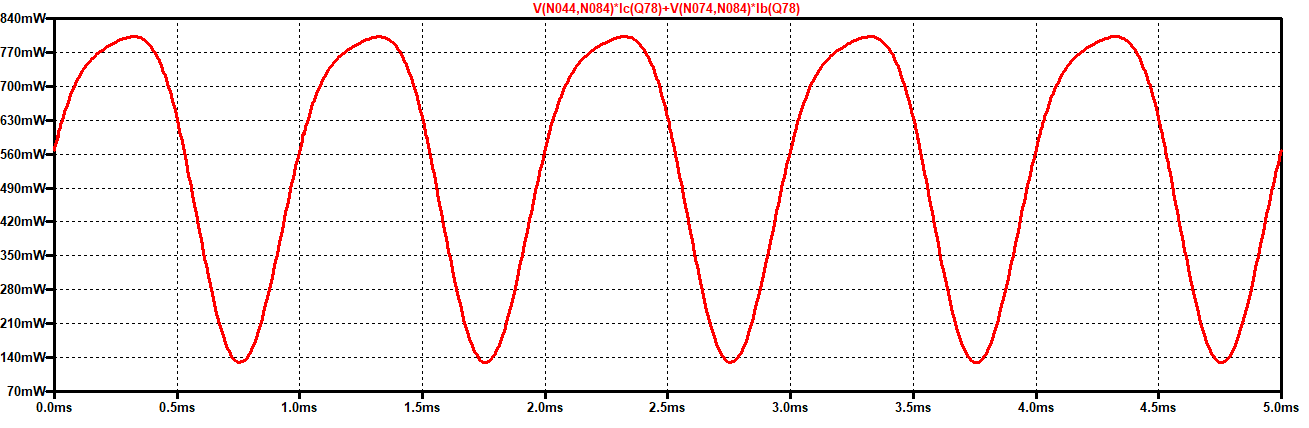 V(N044,N084)*Ic(Q78)+V(N074,N084)*Ib(Q78)
840mW
770mW
700mW
630mW
560mW
490mW
420mW
350mW
280mW
210mW
140mW
70mW
0.0ms 0.5ms 1.0ms 1.5ms 2.0ms 2.5ms 3.0ms 3.5ms 4.0ms 4.5ms 5.0ms